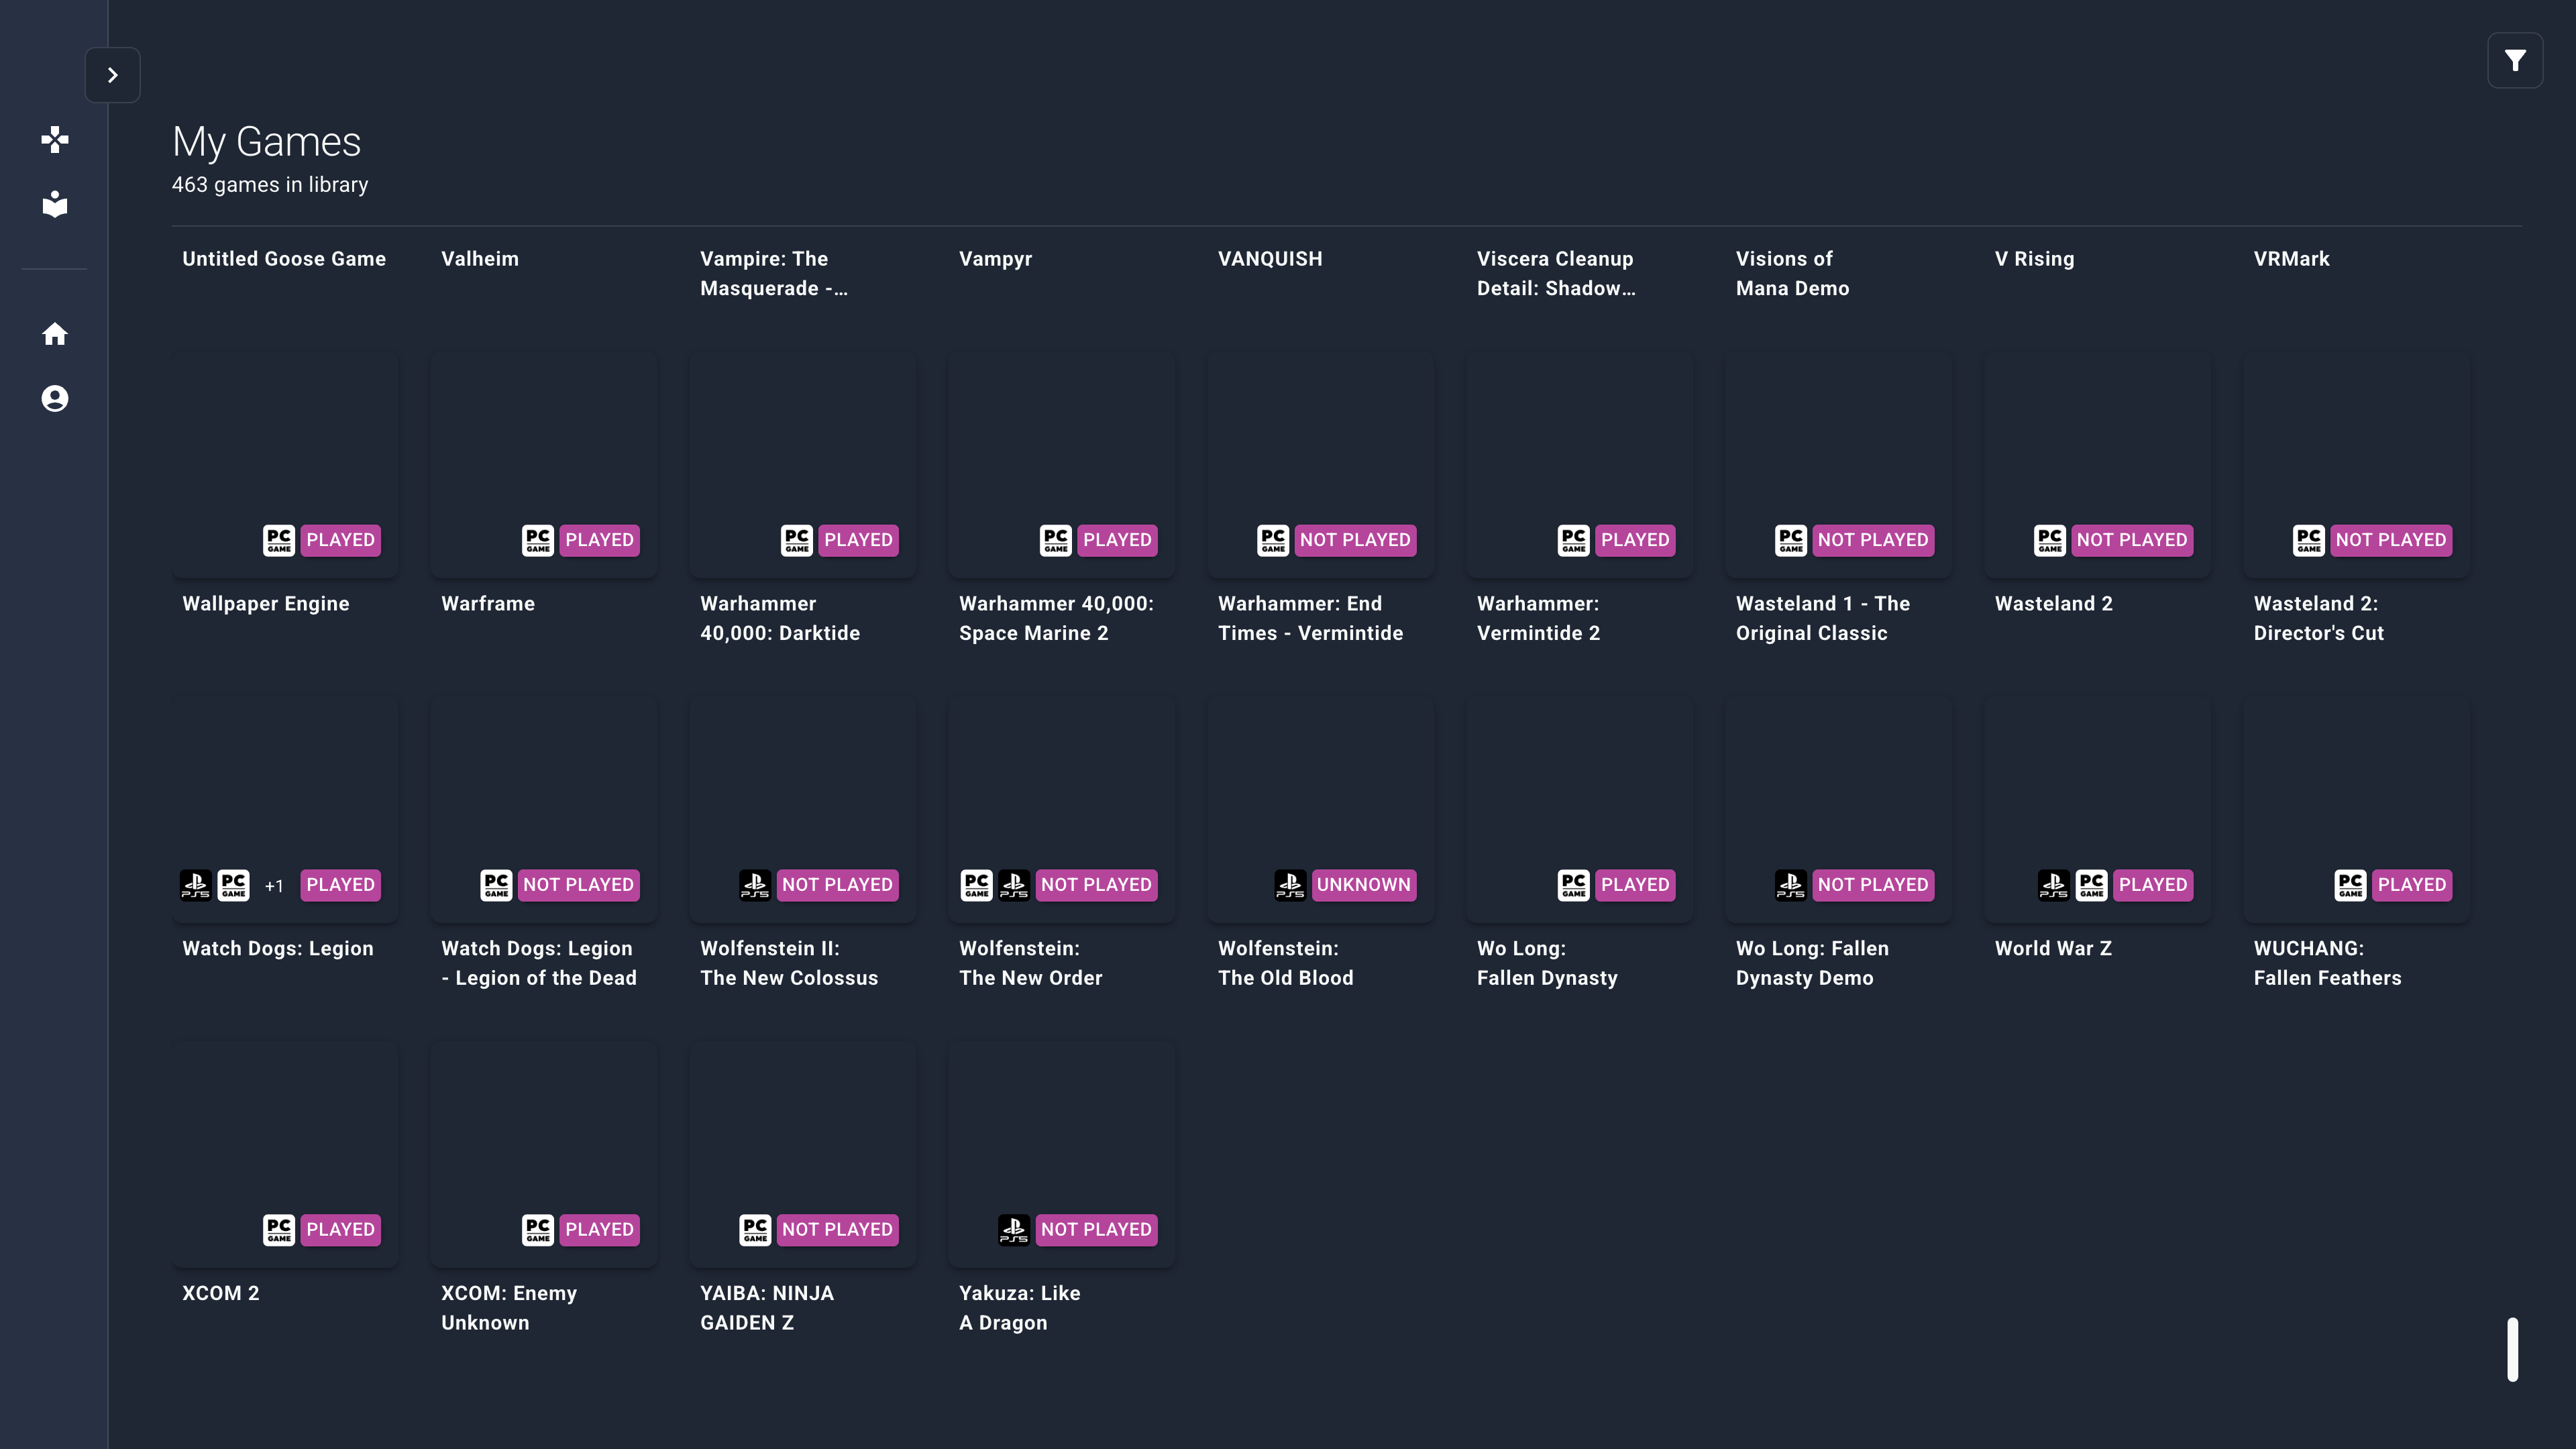 My Games
463 games in library
Untitled Goose Game
Valheim
Vampire: The
Masquerade -...
Vampyr
VANQUISH
Viscera Cleanup
Detail: Shadow...
Visions of
Mana Demo
V Rising
VRMark
PC GAME PLAYED
Wallpaper Engine
PC GAME PLAYED
Warframe
PC GAME PLAYED
Warhammer
40,000: Darktide
PC GAME PLAYED
Warhammer 40,000:
Space Marine 2
PC GAME NOT PLAYED
Warhammer: End
Times - Vermintide
PC GAME PLAYED
Warhammer:
Vermintide 2
PC GAME NOT PLAYED
Wasteland 1 - The
Original Classic
PC GAME NOT PLAYED
Wasteland 2
PC GAME NOT PLAYED
Wasteland 2:
Director's Cut
PS5 PC GAME +1 PLAYED
Watch Dogs: Legion
PC GAME NOT PLAYED
Watch Dogs: Legion
- Legion of the Dead
PS5 NOT PLAYED
Wolfenstein II:
The New Colossus
PC GAME PS5 NOT PLAYED
Wolfenstein:
The New Order
PS5 UNKNOWN
Wolfenstein:
The Old Blood
PC GAME PLAYED
Wo Long:
Fallen Dynasty
PS5 NOT PLAYED
Wo Long: Fallen
Dynasty Demo
PS5 PC GAME PLAYED
World War Z
PC GAME PLAYED
WUCHANG:
Fallen Feathers
PC GAME PLAYED
XCOM 2
PC GAME PLAYED
XCOM: Enemy
Unknown
PC GAME NOT PLAYED
YAIBA: NINJA
GAIDEN Z
PS5 NOT PLAYED
Yakuza: Like
A Dragon